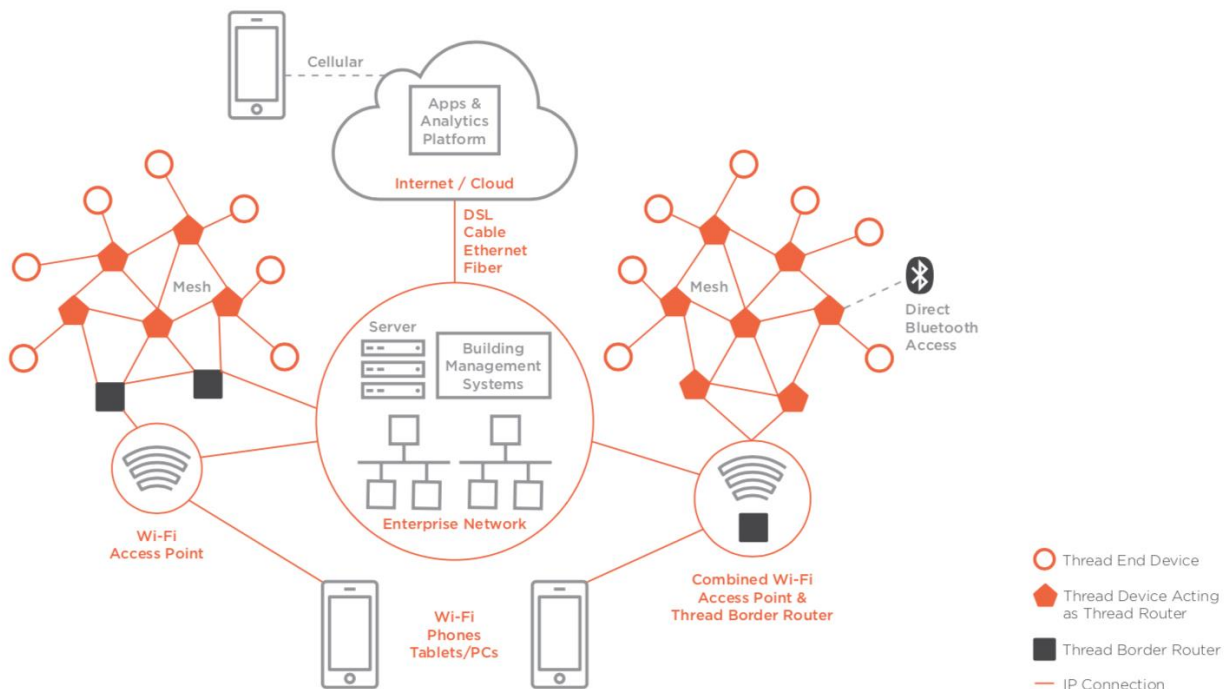 Cellular
Apps &
Analytics
Platform
Internet / Cloud
DSL
Cable
Ethernet
Fiber
Mesh
Mesh
Direct
Bluetooth
Access
Server
Building
Management
Systems
Enterprise Network
Wi-Fi
Access Point
Wi-Fi
Phones
Tablets/PCs
Combined Wi-Fi
Access Point &
Thread Border Router
Thread End Device
Thread Device Acting
as Thread Router
Thread Border Router
IP Connection